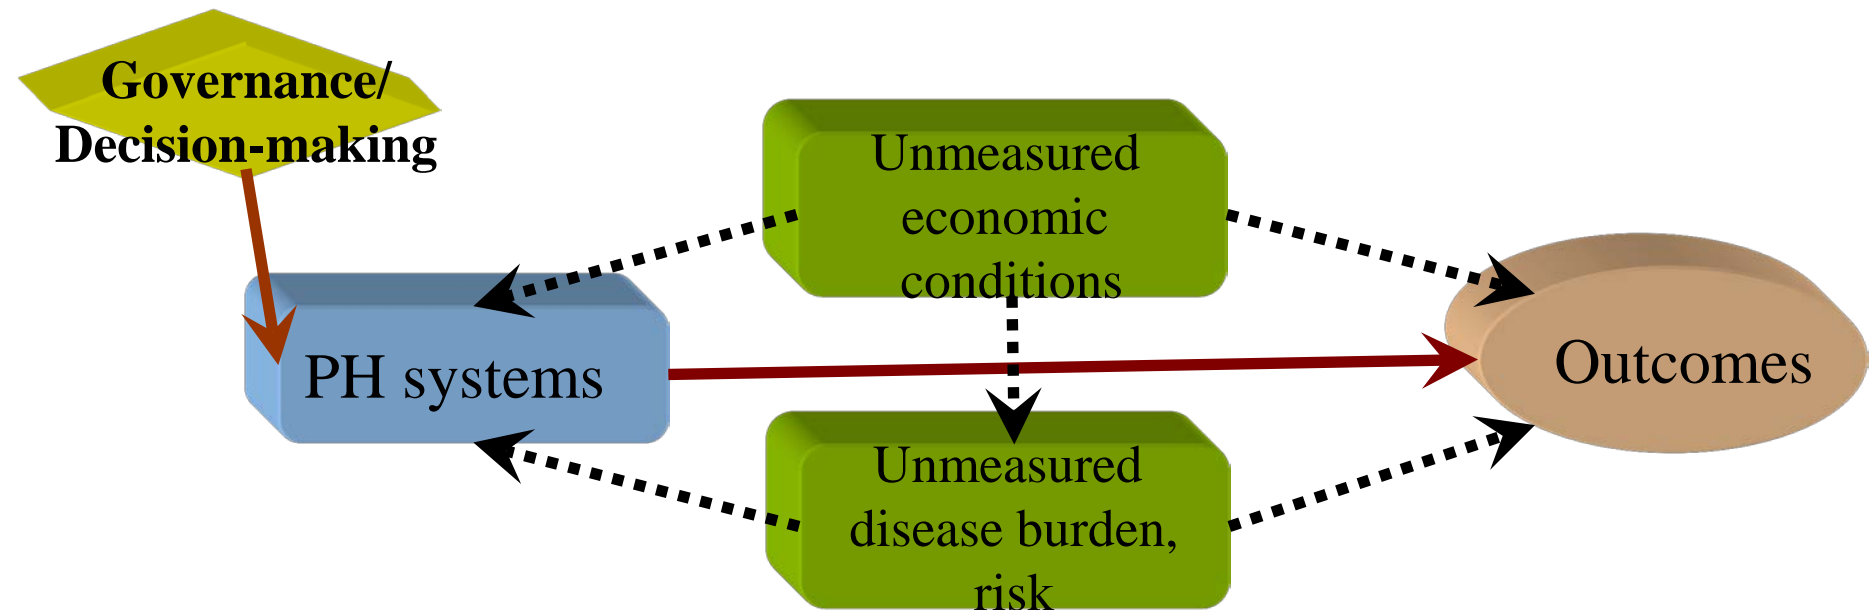 Governance/
Decision-making
Unmeasured
economic
conditions
PH systems
Outcomes
Unmeasured
disease burden,
risk